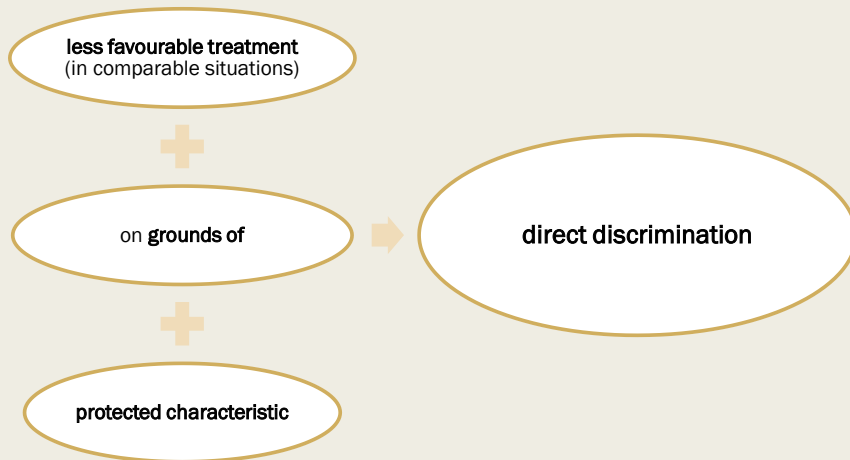 less favourable treatment
(in comparable situations)
on grounds of
direct discrimination
protected characteristic